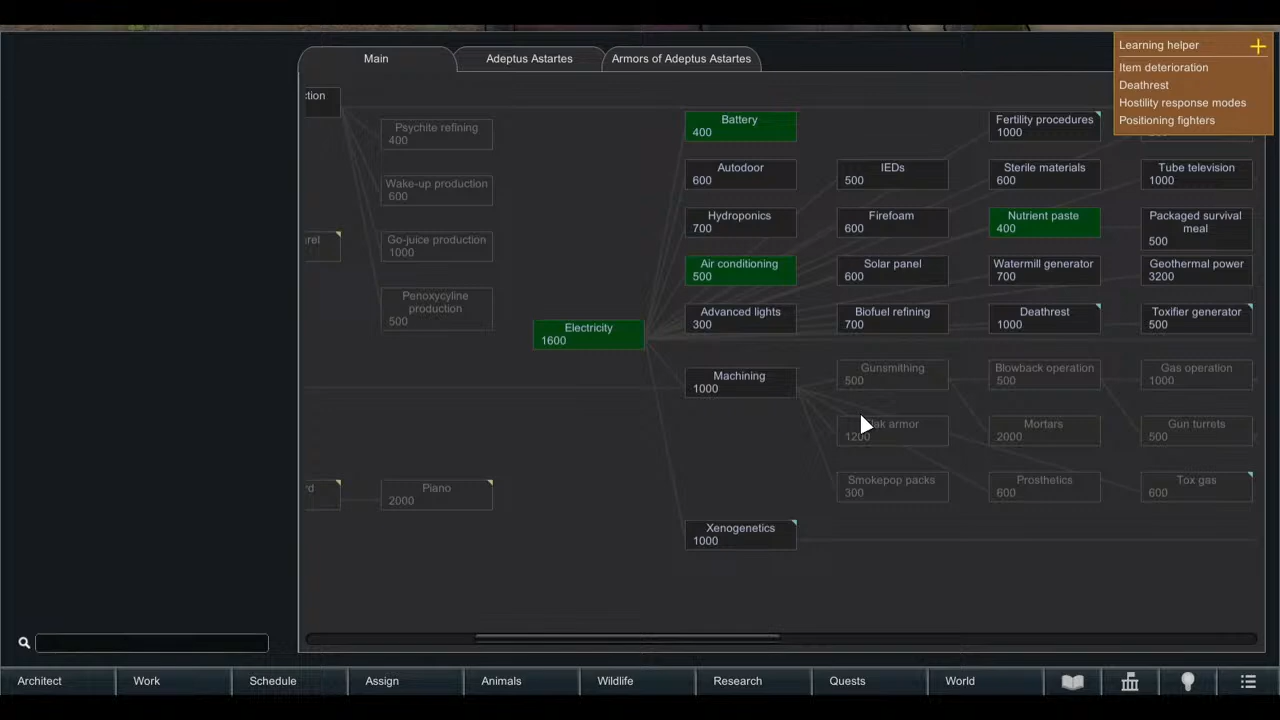 Main
Adeptus Astartes
Armors of Adeptus Astartes
Learning helper
Item deterioration
Deathrest
Hostility response modes
Positioning fighters
Psychite refining
400
Wake-up production
600
Go-juice production
1000
Penoxycyline
production
500
Piano
2000
Electricity
1600
Battery
400
Autodoor
600
Hydroponics
700
Air conditioning
500
Advanced lights
300
Machining
1000
Xenogenetics
1000
IEDs
500
Firefoam
600
Solar panel
600
Biofuel refining
700
Gunsmithing
500
armor
1200
Smokepop packs
300
Fertility procedures
1000
Sterile materials
600
Nutrient paste
400
Watermill generator
700
Deathrest
1000
Blowback operation
500
Mortars
2000
Prosthetics
600
Tube television
1000
Packaged survival
meal
500
Geothermal power
3200
Toxifier generator
500
Gas operation
1000
Gun turrets
500
Tox gas
600
Architect
Work
Schedule
Assign
Animals
Wildlife
Research
Quests
World